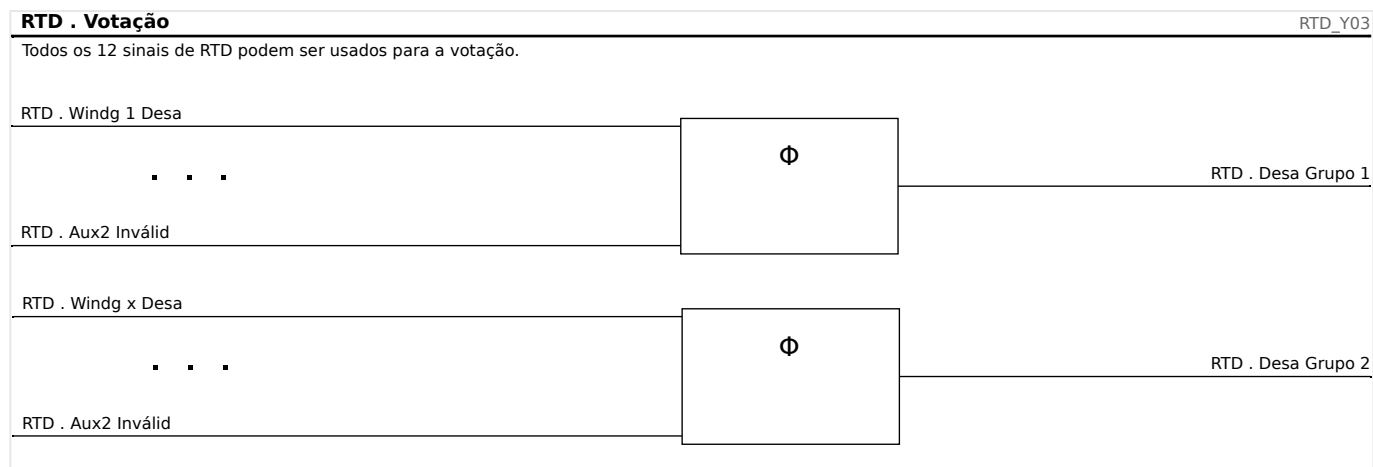 RTD . Votação
RTD_Y03
Todos os 12 sinais de RTD podem ser usados para a votação.
RTD . Windg 1 Desa
Φ
RTD . Desa Grupo 1
RTD . Aux2 Inválid
RTD . Windg x Desa
Φ
RTD . Desa Grupo 2
RTD . Aux2 Inválid